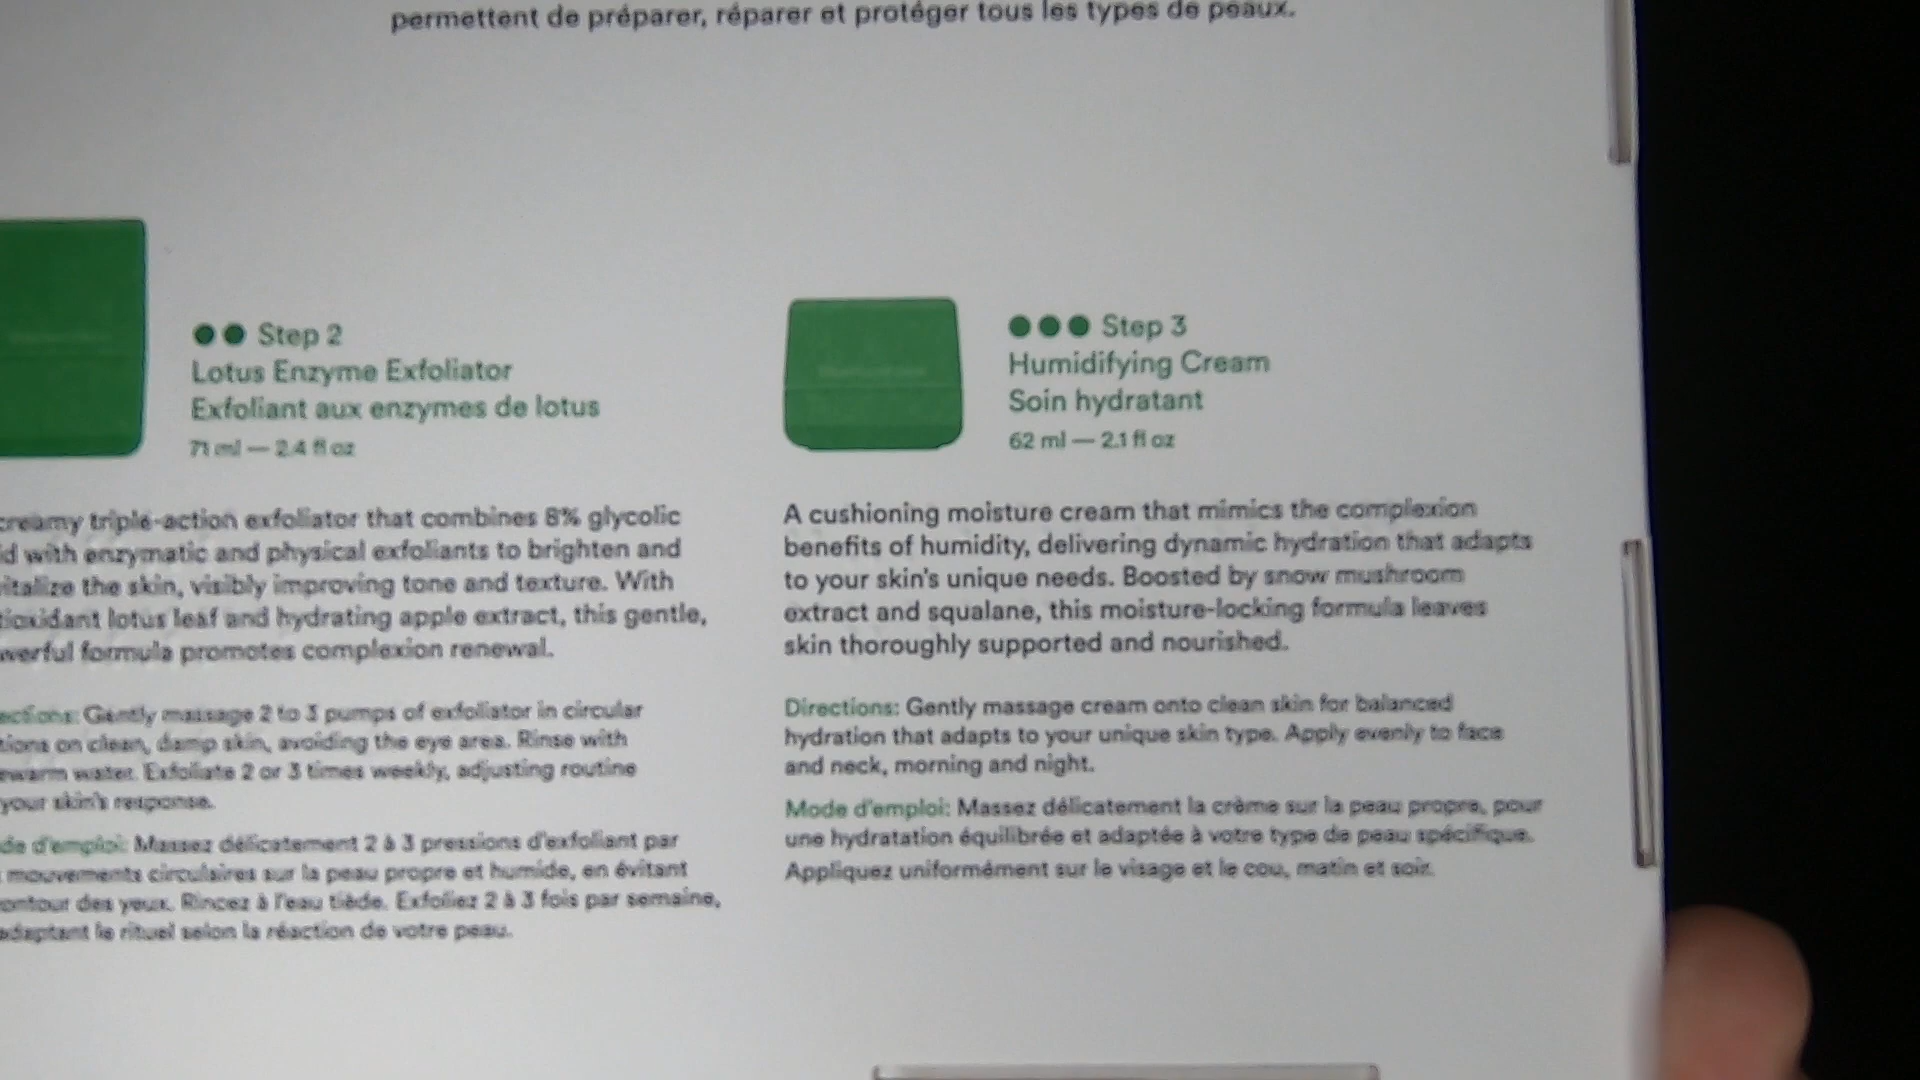 permettent de préparer, réparer et protéger tous les types de peaux.
●● Step 2
Lotus Enzyme Exfoliator
Exfoliant aux enzymes de lotus
71 ml — 2.4 fl oz
creamy triple-action exfoliator that combines 8% glycolic
with enzymatic and physical exfoliants to brighten and
the skin, visibly improving tone and texture. With
lotus leaf and hydrating apple extract, this gentle,
formula promotes complexion renewal.
Gently massage 2 to 3 pumps of exfoliator in circular
on clean, damp skin, avoiding the eye area. Rinse with
water. Exfoliate 2 or 3 times weekly, adjusting routine
your skin's response.
d'emploi: Massez délicatement 2 à 3 pressions d'exfoliant par
mouvements circulaires sur la peau propre et humide, en évitant
des yeux. Rincez à l'eau tiède. Exfoliez 2 à 3 fois par semaine,
le rituel selon la réaction de votre peau.
●●● Step 3
Humidifying Cream
Soin hydratant
62 ml — 2.1 fl oz
A cushioning moisture cream that mimics the complexion
benefits of humidity, delivering dynamic hydration that adapts
to your skin's unique needs. Boosted by snow mushroom
extract and squalane, this moisture-locking formula leaves
skin thoroughly supported and nourished.
Directions: Gently massage cream onto clean skin for balanced
hydration that adapts to your unique skin type. Apply evenly to face
and neck, morning and night.
Mode d'emploi: Massez délicatement la crème sur la peau propre, pour
une hydratation équilibrée et adaptée à votre type de peau spécifique.
Appliquez uniformément sur le visage et le cou, matin et soir.